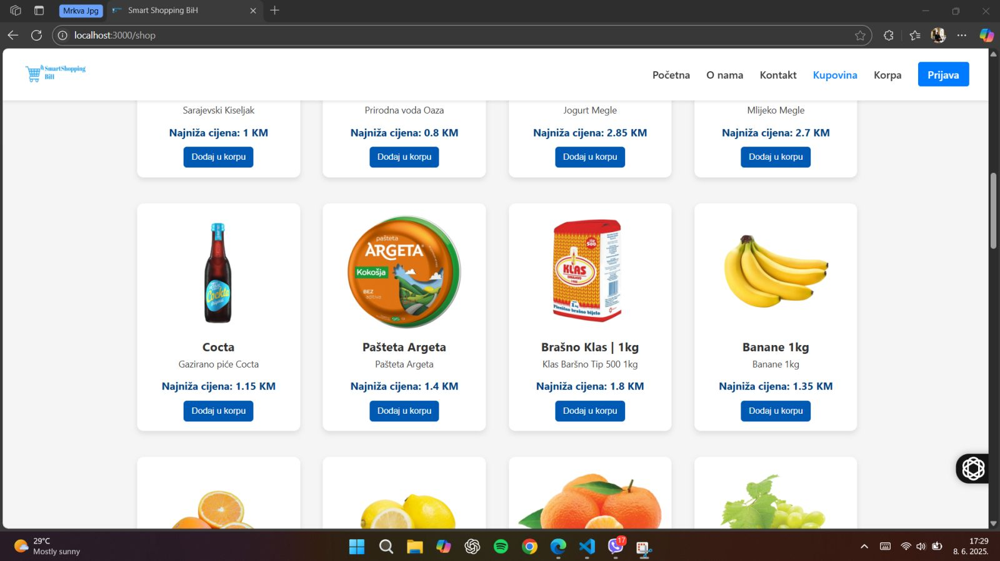 Mrkva Jpg
Smart Shopping BiH
localhost:3000/shop
SmartShopping
BiH
Početna
O nama
Kontakt
Kupovina
Korpa
Prijava
Sarajevski Kiseljak
Najniža cijena: 1 KM
Dodaj u korpu
Prirodna voda Oaza
Najniža cijena: 0.8 KM
Dodaj u korpu
Jogurt Megle
Najniža cijena: 2.85 KM
Dodaj u korpu
Mlijeko Megle
Najniža cijena: 2.7 KM
Dodaj u korpu
Cockta
Cocta
Gazirano piće Cocta
Najniža cijena: 1.15 KM
Dodaj u korpu
pašteta
ARGETA
Kokošja
BEZ
aditiva
95 g
Pašteta Argeta
Pašteta Argeta
Najniža cijena: 1.4 KM
Dodaj u korpu
tip
500
KLAS
SARAJEVO
1902
1kg
Pšenično brašno bijelo
Brašno Klas | 1kg
Klas Baršno Tip 500 1kg
Najniža cijena: 1.8 KM
Dodaj u korpu
Banane 1kg
Banane 1kg
Najniža cijena: 1.35 KM
Dodaj u korpu
29°C
Mostly sunny
17
17:29
8. 6. 2025.